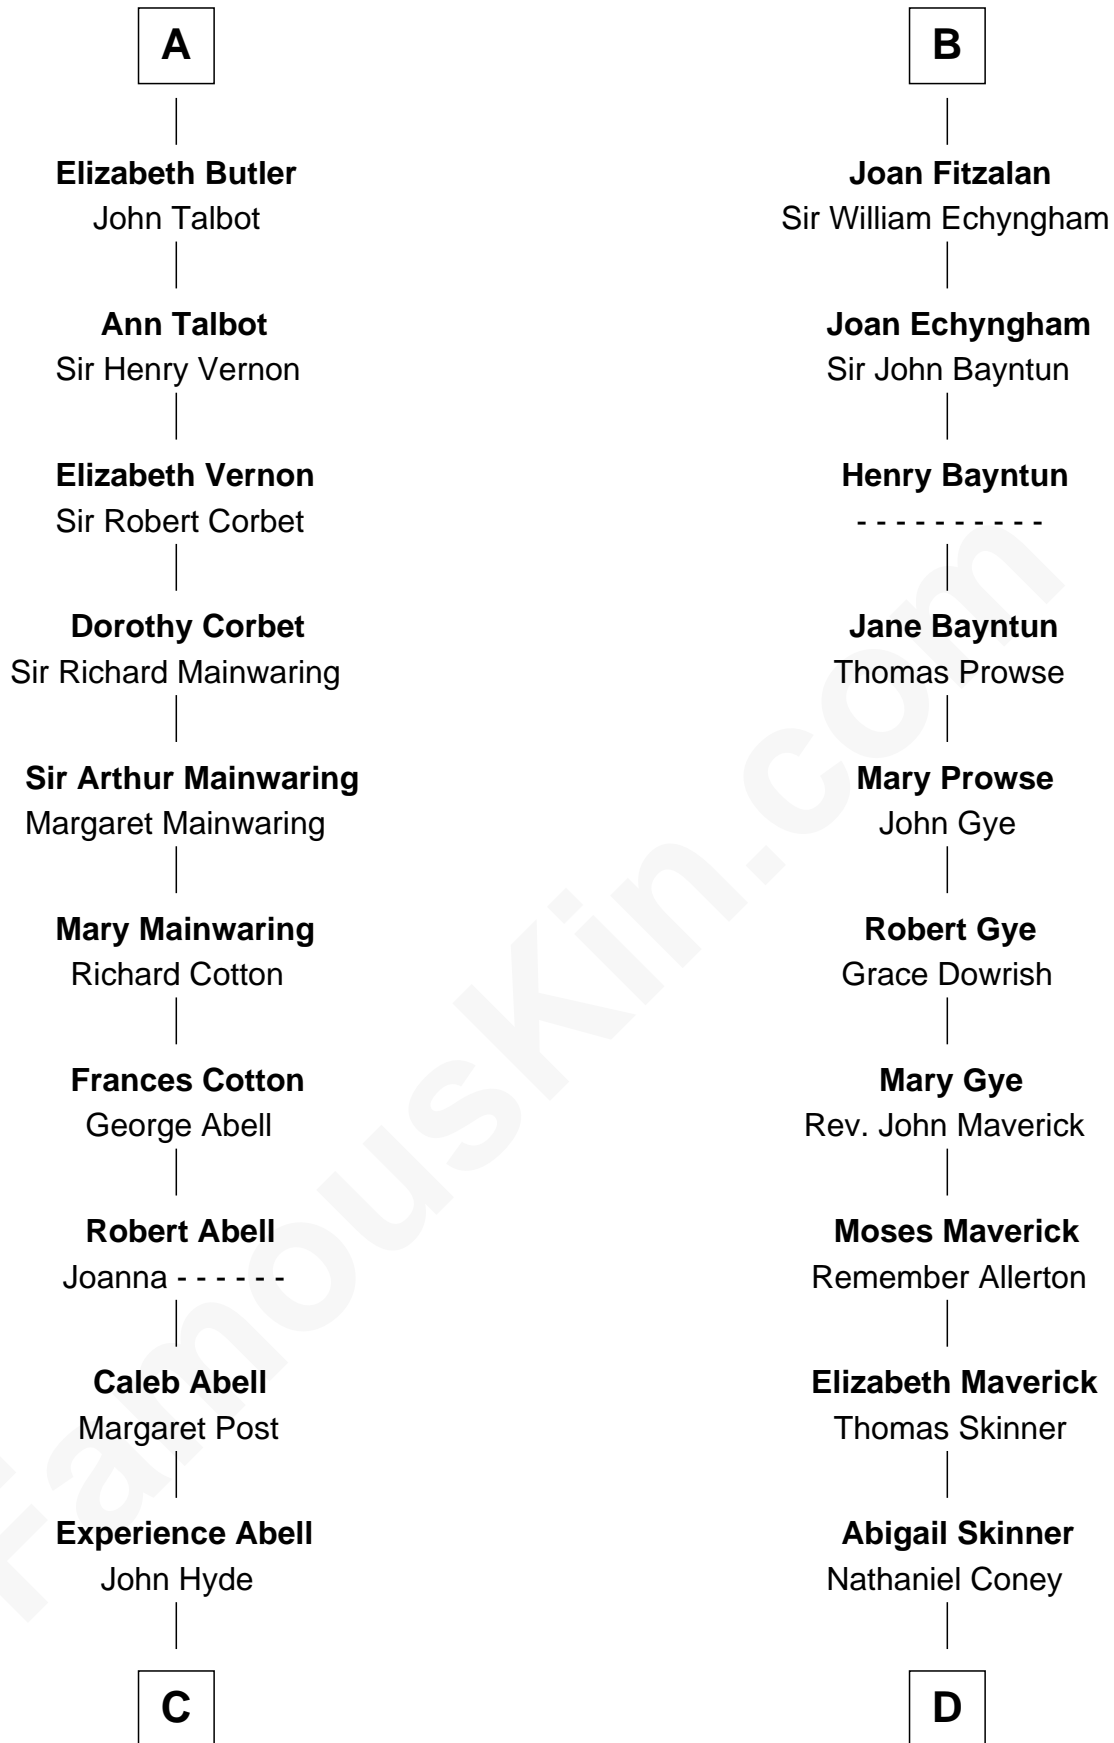 A
Elizabeth Butler
John Talbot
Ann Talbot
Sir Henry Vernon
Elizabeth Vernon
Sir Robert Corbet
Dorothy Corbet
Sir Richard Mainwaring
Sir Arthur Mainwaring
Margaret Mainwaring
Mary Mainwaring
Richard Cotton
Frances Cotton
George Abell
Robert Abell
Joanna - - - - - -
Caleb Abell
Margaret Post
Experience Abell
John Hyde
C
B
Joan Fitzalan
Sir William Echyngham
Joan Echyngham
Sir John Bayntun
Henry Bayntun
- - - - - - - - - -
Jane Bayntun
Thomas Prowse
Mary Prowse
John Gye
Robert Gye
Grace Dowrish
Mary Gye
Rev. John Maverick
Moses Maverick
Remember Allerton
Elizabeth Maverick
Thomas Skinner
Abigail Skinner
Nathaniel Coney
D
FamousKin.com